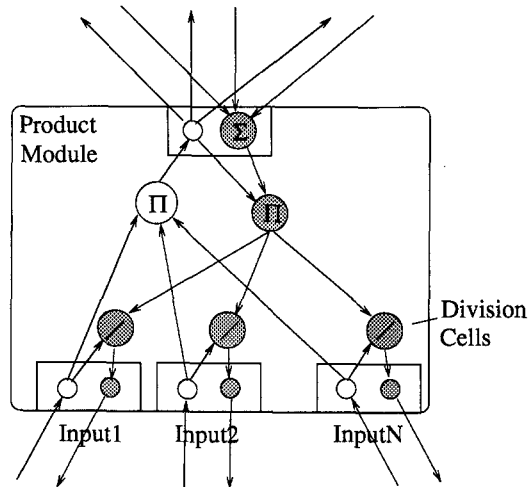 Product
Module
Σ
Π
Π
Division
Cells
Input1
Input2
InputN